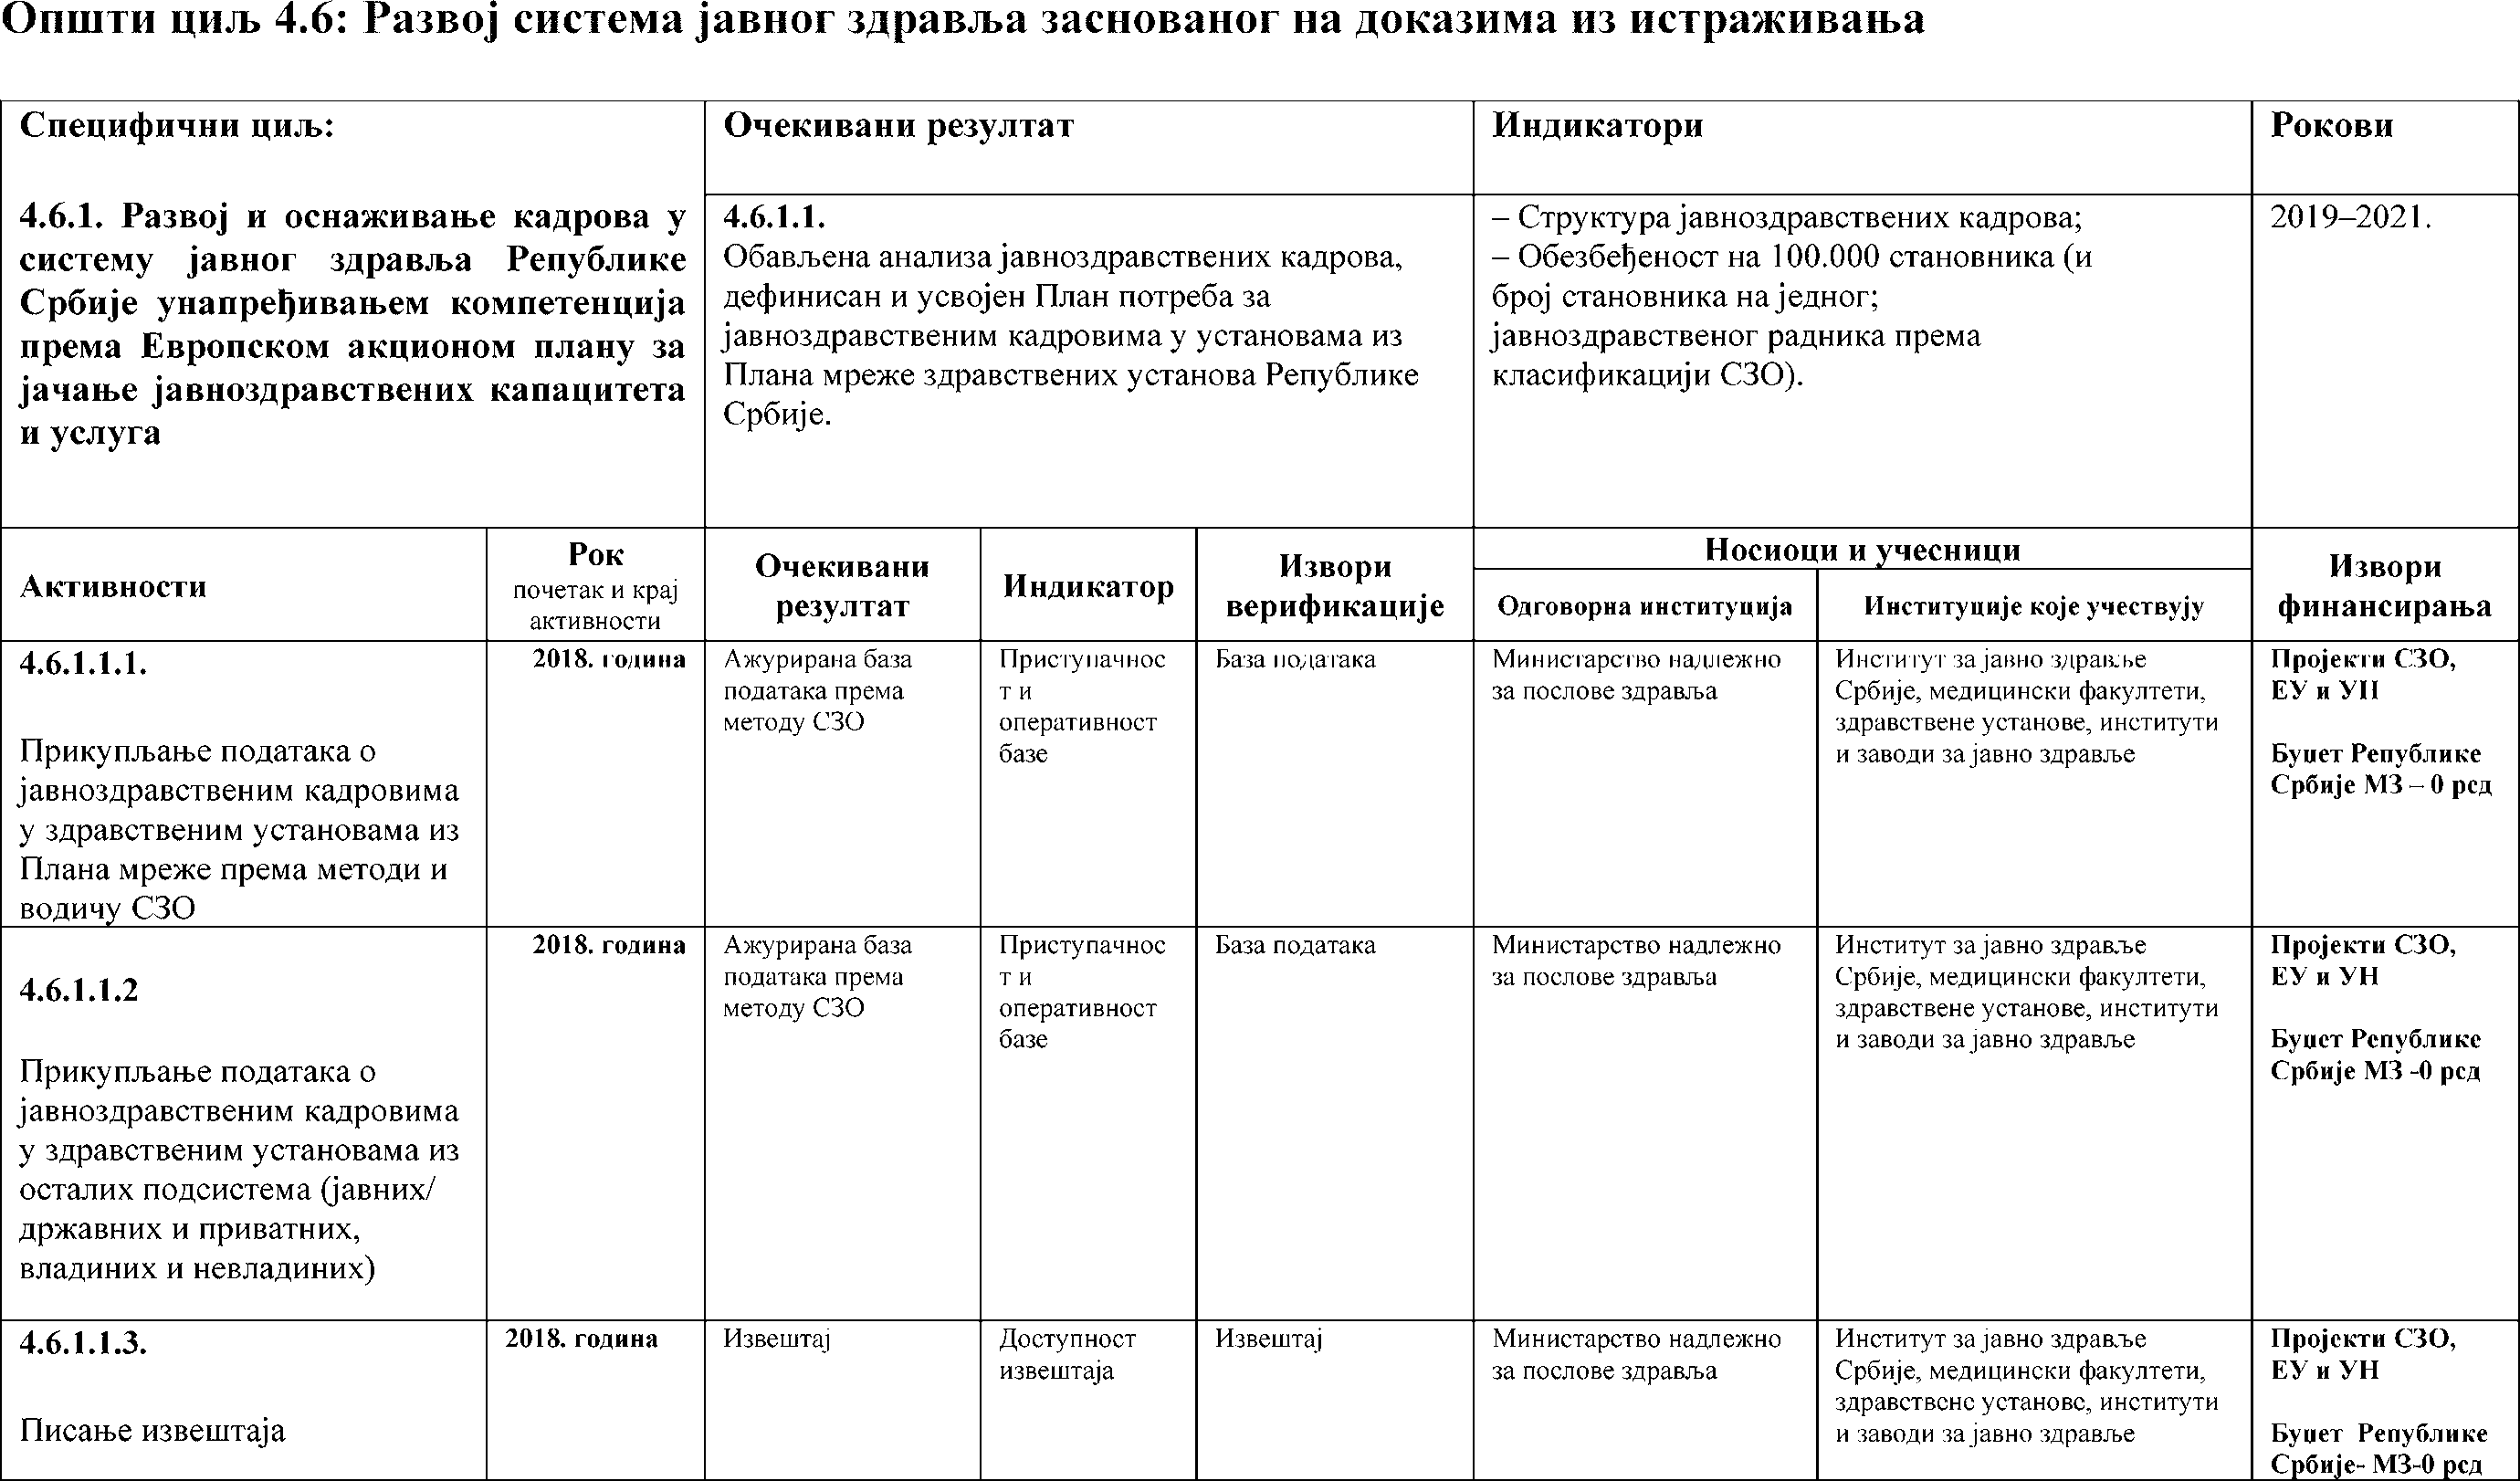 Општи циљ 4.6: Развој система јавног здравља заснованог на доказима из истраживања
Специфични циљ:
4.6.1. Развој и оснаживање кадрова у
систему јавног здравља Републике
Србије унапређивањем компетенција
према Европском акционом плану за
јачање јавноздравствених капацитета
и услуга
Очекивани резултат
4.6.1.1.
Обављена анализа јавноздравствених кадрова,
дефинисан и усвојен План потреба за
јавноздравственим кадровима у установама из
Плана мреже здравствених установа Републике
Србије.
Индикатори
– Структура јавноздравствених кадрова;
– Обезбеђеност на 100.000 становника (и
број становника на једног;
јавноздравственог радника према
класификацији СЗО).
Рокови
2019–2021.
Активности
Рок
почетак и крај
активности
Очекивани
резултат
Индикатор
Извори
верификације
Носиоци и учесници
Одговорна институција
Институције које учествују
Извори
финансирања
4.6.1.1.1.
Прикупљање података о
јавноздравственим кадровима
у здравственим установама из
Плана мреже према методи и
водичу СЗО
2018. година
Ажурирана база
података према
методу СЗО
Приступачнос
т и
оперативност
базе
База података
Министарство надлежно
за послове здравља
Институт за јавно здравље
Србије, медицински факултети,
здравствене установе, институти
и заводи за јавно здравље
Пројекти СЗО,
ЕУ и УН
Буџет Републике
Србије МЗ – 0 рсд
4.6.1.1.2
Прикупљање података о
јавноздравственим кадровима
у здравственим установама из
осталих подсистема (јавних/
државних и приватних,
владиних и невладиних)
2018. година
Ажурирана база
података према
методу СЗО
Приступачнос
т и
оперативност
базе
База података
Министарство надлежно
за послове здравља
Институт за јавно здравље
Србије, медицински факултети,
здравствене установе, институти
и заводи за јавно здравље
Пројекти СЗО,
ЕУ и УН
Буџет Републике
Србије МЗ -0 рсд
4.6.1.1.3.
Писање извештаја
2018. година
Извештај
Доступност
извештаја
Извештај
Министарство надлежно
за послове здравља
Институт за јавно здравље
Србије, медицински факултети,
здравствене установе, институти
и заводи за јавно здравље
Пројекти СЗО,
ЕУ и УН
Буџет Републике
Србије- МЗ-0 рсд